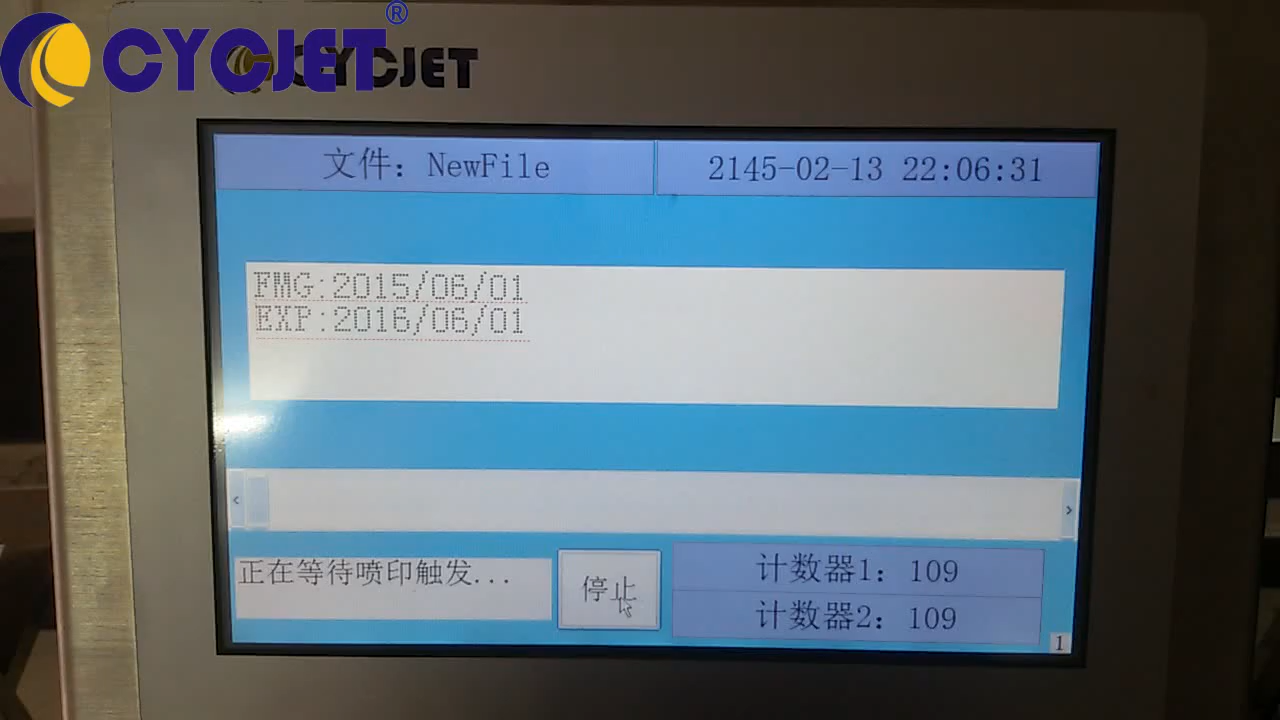 CYCJET®
CYCJET
文件：NewFile
2145-02-13 22:06:31
FMG:2015/06/01
EXP:2016/06/01
正在等待喷印触发...
停止
计数器1：109
计数器2：109
1